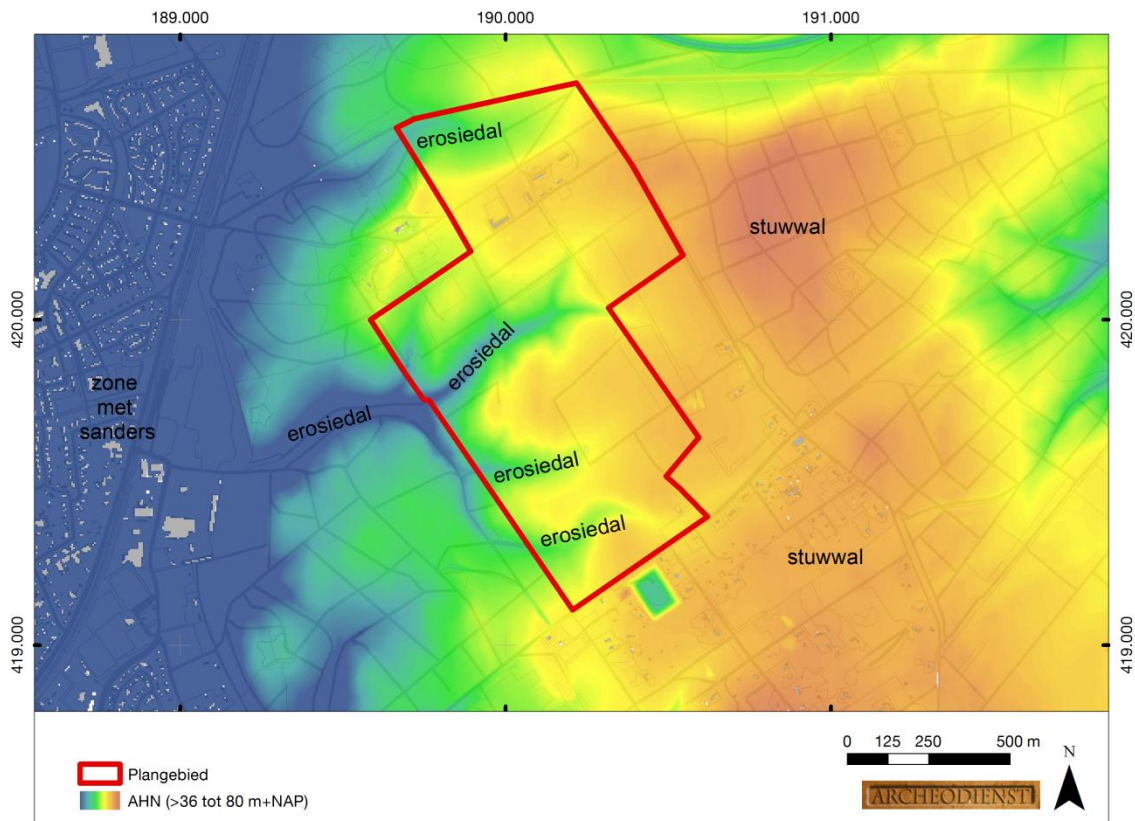 189.000
190.000
191.000
erosiedal
stuwwal
420.000
420.000
erosiedal
zone
met
sanders
erosiedal
erosiedal
erosiedal
stuwwal
419.000
419.000
0 125 250 500 m
N
Plangebied
AHN (>36 tot 80 m+NAP)
ARCHEODIENST